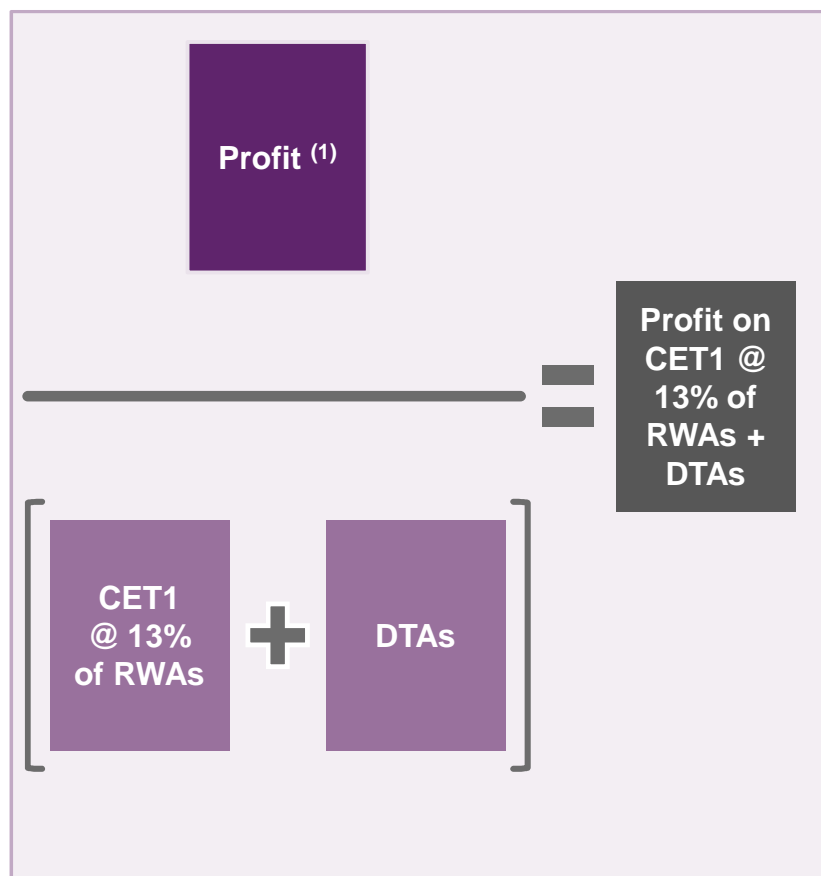 Profit (1)
Profit on
CET1 @
13% of
RWAs +
DTAs
CET1
@ 13%
of RWAs
DTAs